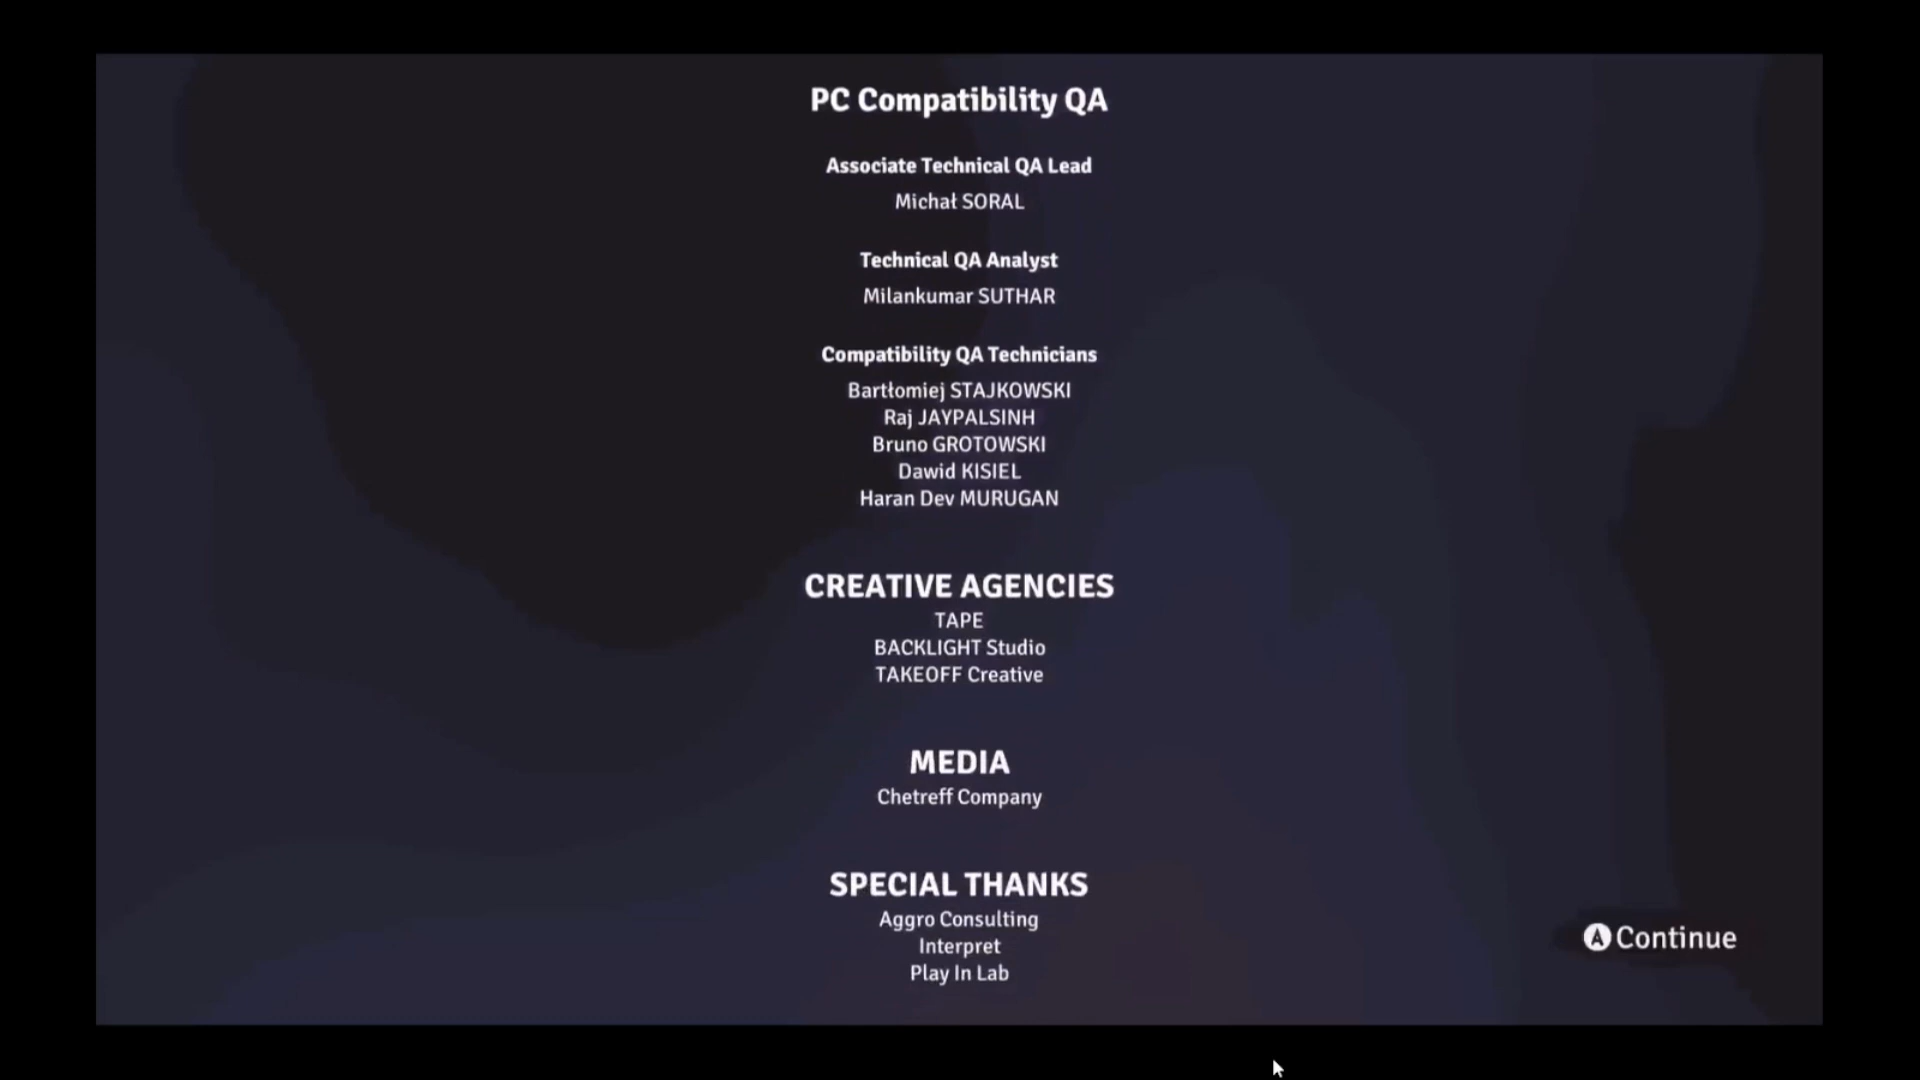 PC Compatibility QA
Associate Technical QA Lead
Michał SORAL
Technical QA Analyst
Milankumar SUTHAR
Compatibility QA Technicians
Bartłomiej STAJKOWSKI
Raj JAYPALSINH
Bruno GROTOWSKI
Dawid KISIEL
Haran Dev MURUGAN
CREATIVE AGENCIES
TAPE
BACKLIGHT Studio
TAKEOFF Creative
MEDIA
Chetreff Company
SPECIAL THANKS
Aggro Consulting
Interpret
Play In Lab
A Continue